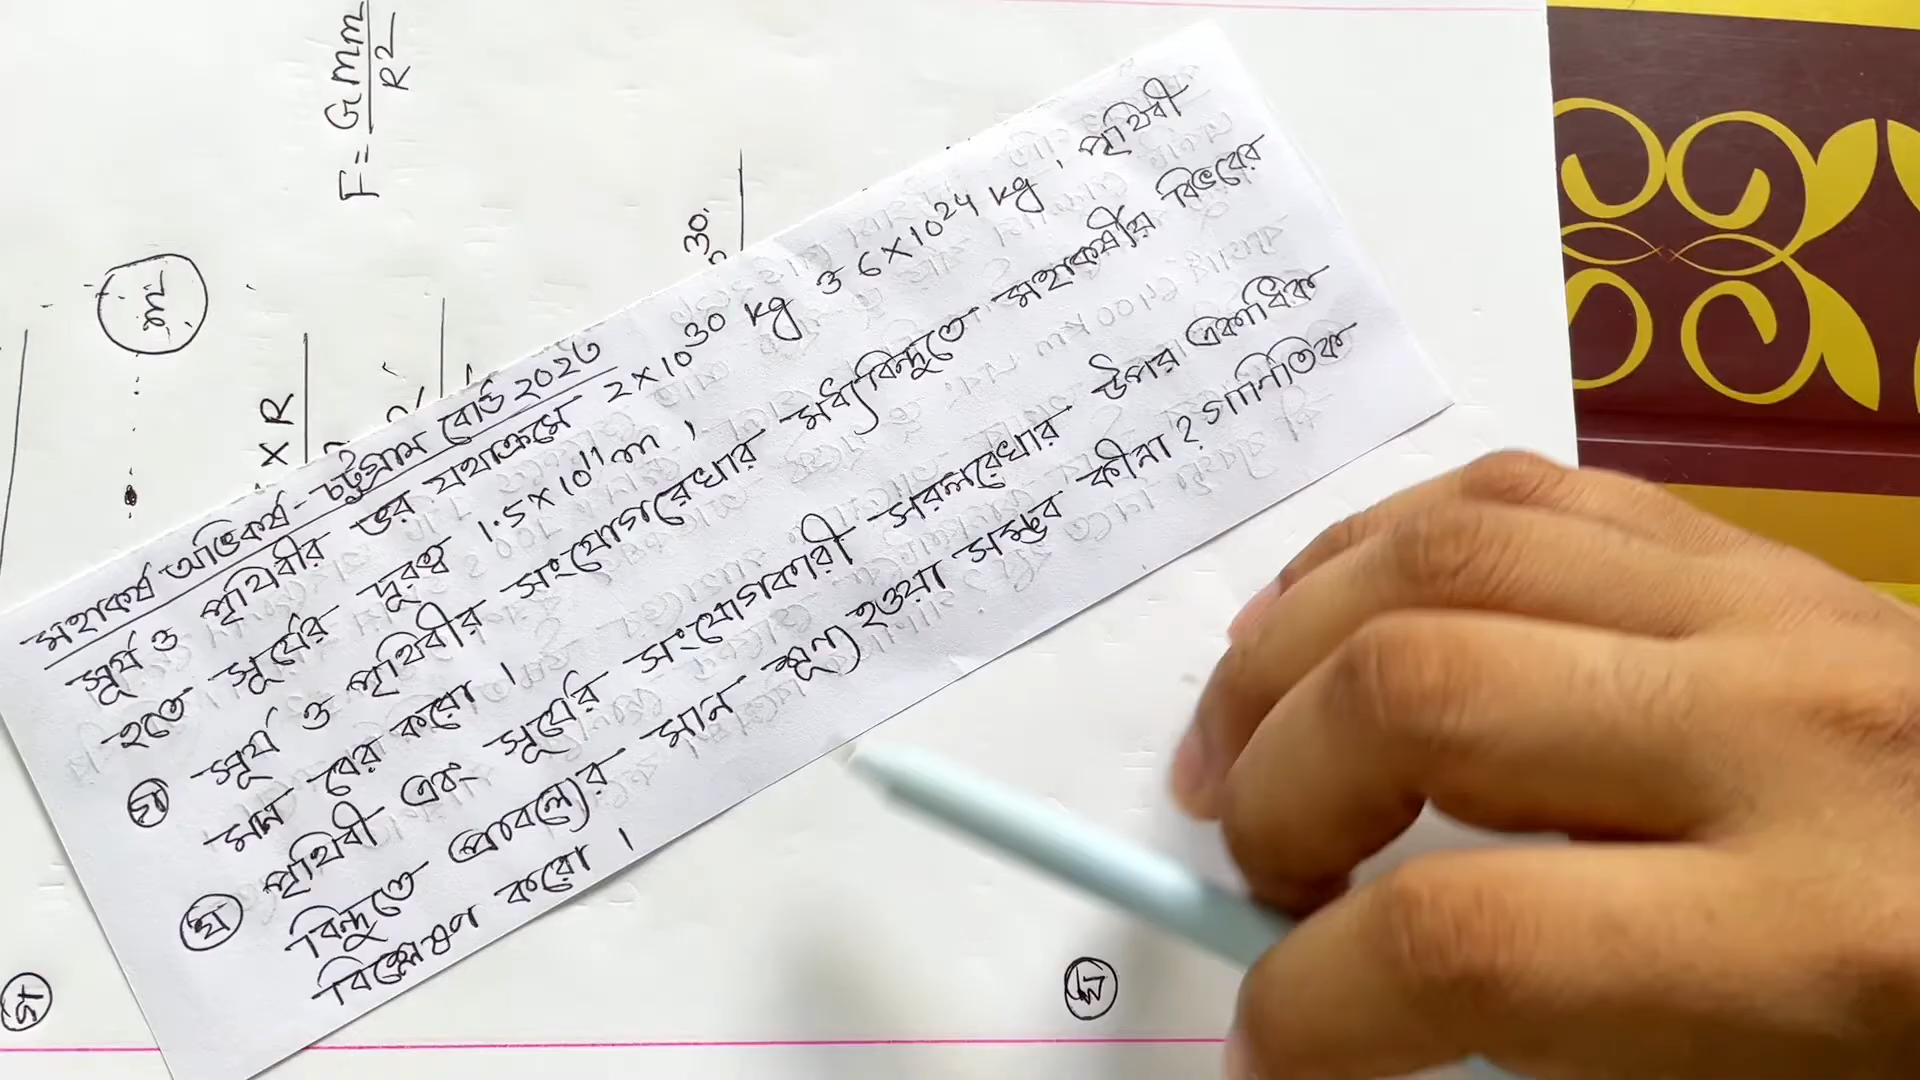 F = GMm / R²
m
× R
30
মহাকর্ষ অভিকর্ষ - চট্টগ্রাম বোর্ড ২০২৩
সূর্য ও পৃথিবীর ভর যথাক্রমে 2 × 10³⁰ kg ও 6 × 10²⁴ kg, পৃথিবী
হতে সূর্যের দূরত্ব 1.5 × 10¹¹ m ।
গ) সূর্য ও পৃথিবীর সংযোগরেখার মধ্যবিন্দুতে মহাকর্ষীয় বিভবের
মান বের করো ।
ঘ) পৃথিবী এবং সূর্যের সংযোগকারী সরলরেখার উপর একাধিক
বিন্দুতে প্রাবল্যের মান শূন্য হওয়া সম্ভব কীনা ? গাণিতিক
বিশ্লেষণ করো ।